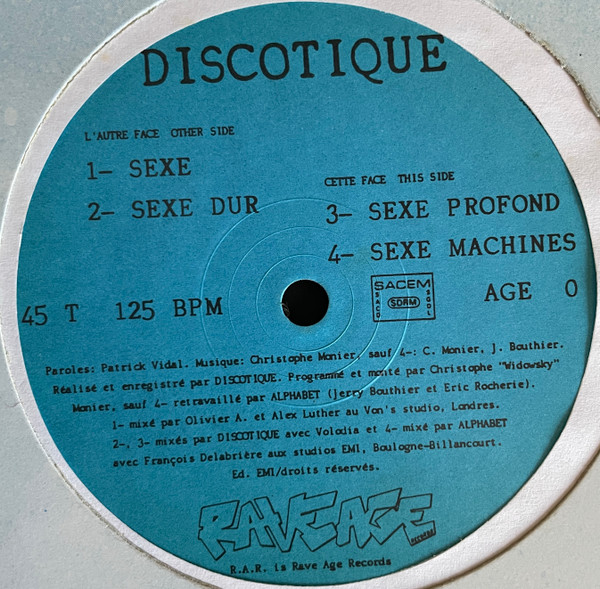 DISCOTIQUE
L'AUTRE FACE OTHER SIDE
1- SEXE
2- SEXE DUR
CETTE FACE THIS SIDE
3- SEXE PROFOND
4- SEXE MACHINES
45 T 125 BPM
SACEM
SACD
SDRM
SGDL
AGE 0
Paroles: Patrick Vidal. Musique: Christophe Monier, sauf 4-: C. Monier, J. Bouthier.
Réalisé et enregistré par DISCOTIQUE. Programmé et monté par Christophe "Widowsky"
Monier, sauf 4- retravaillé par ALPHABET (Jerry Bouthier et Eric Rocherie).
1- mixé par Olivier A. et Alex Luther au Von's studio, Londres.
2-, 3- mixés par DISCOTIQUE avec Volodia et 4- mixé par ALPHABET
avec François Delabrière aux studios EMI, Boulogne-Billancourt.
Ed. EMI/droits réservés.
RAVE AGE
RECORDS
R.A.R. is Rave Age Records